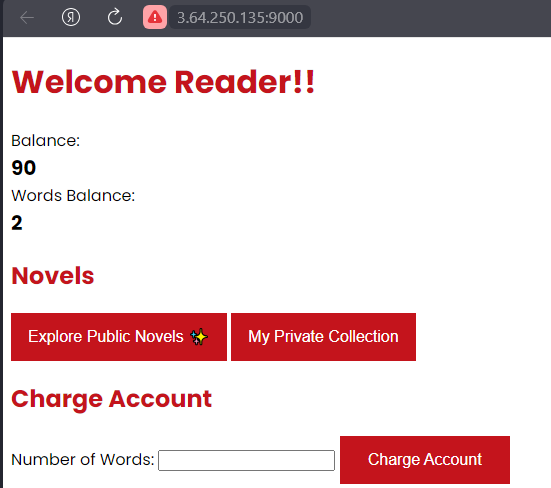 3.64.250.135:9000
Welcome Reader!!
Balance:
90
Words Balance:
2
Novels
Explore Public Novels ✨ My Private Collection
Charge Account
Number of Words: Charge Account